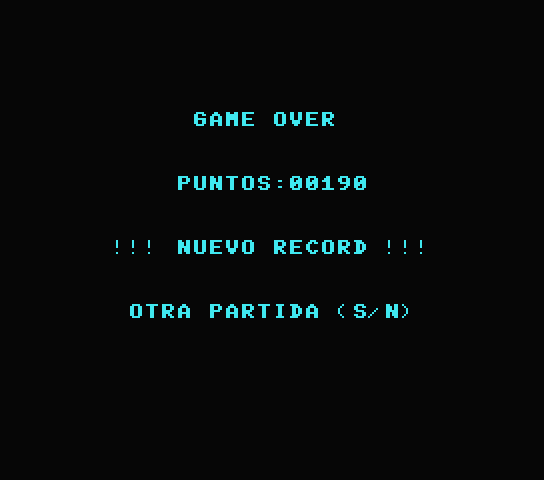 GAME OVER
PUNTOS:00190
!!! NUEVO RECORD !!!
OTRA PARTIDA (S/N)